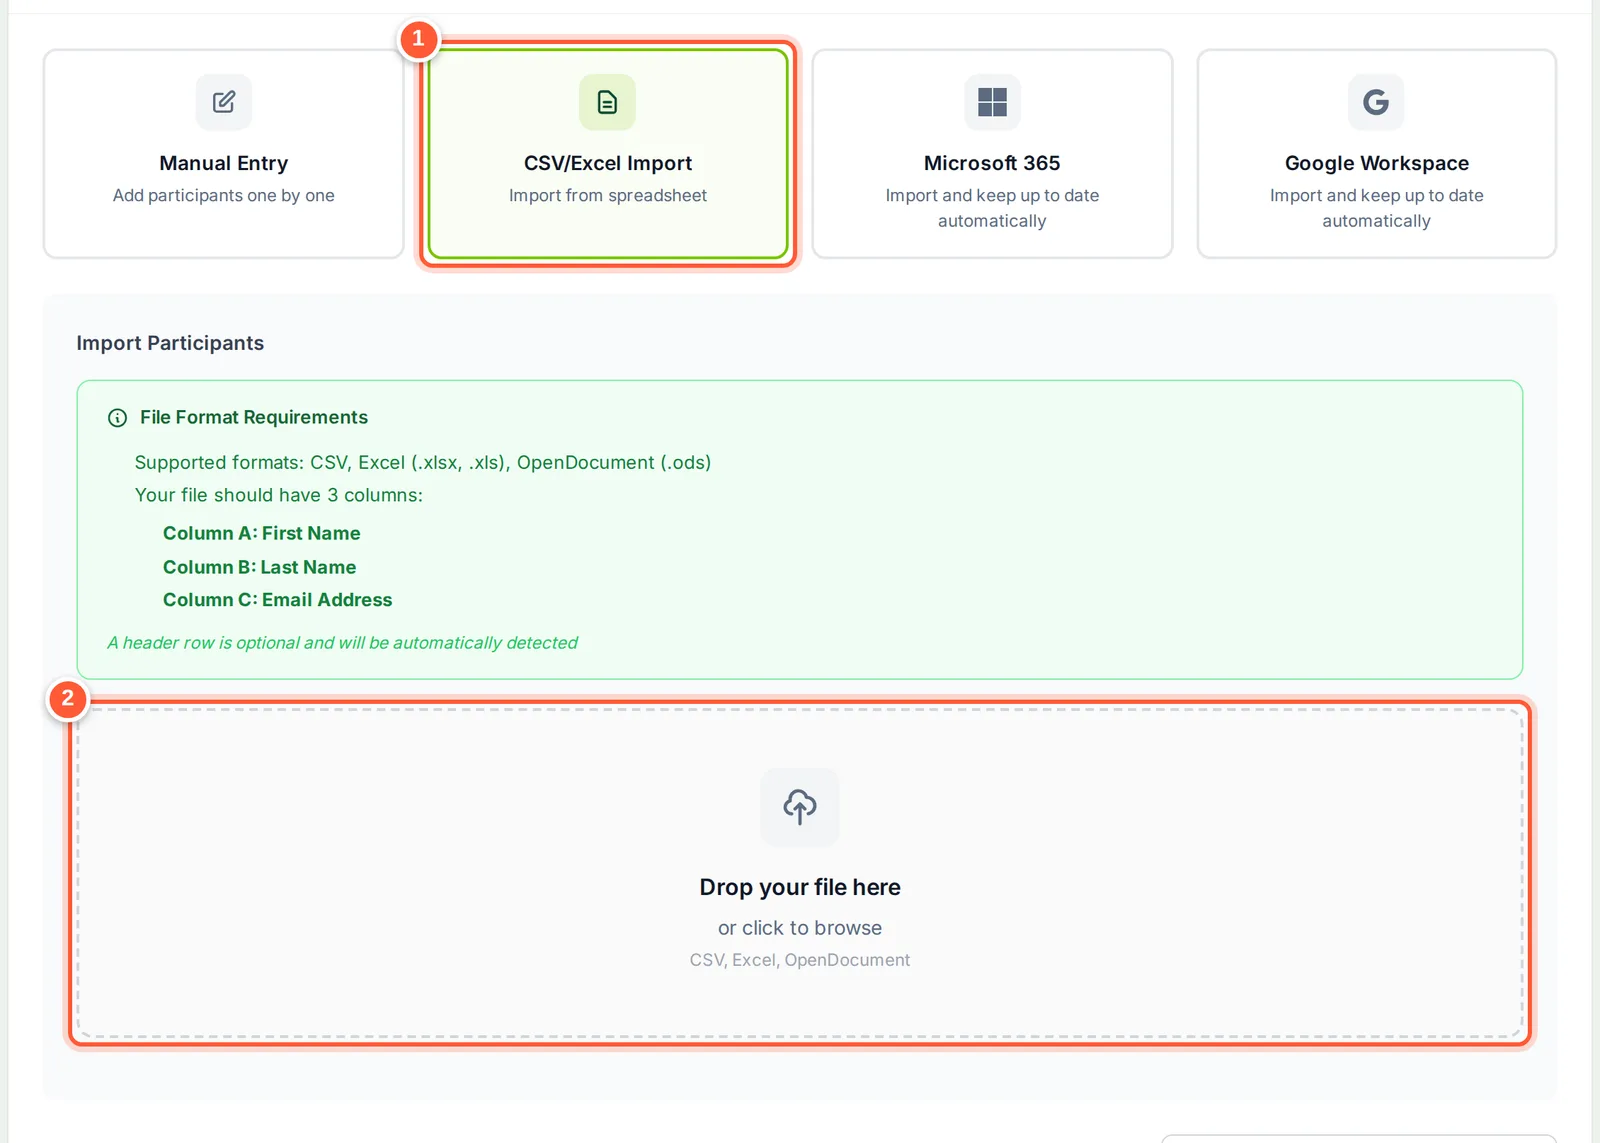 1
Manual Entry
Add participants one by one
CSV/Excel Import
Import from spreadsheet
Microsoft 365
Import and keep up to date
automatically
Google Workspace
Import and keep up to date
automatically
Import Participants
File Format Requirements
Supported formats: CSV, Excel (.xlsx, .xls), OpenDocument (.ods)
Your file should have 3 columns:
Column A: First Name
Column B: Last Name
Column C: Email Address
A header row is optional and will be automatically detected
2
Drop your file here
or click to browse
CSV, Excel, OpenDocument